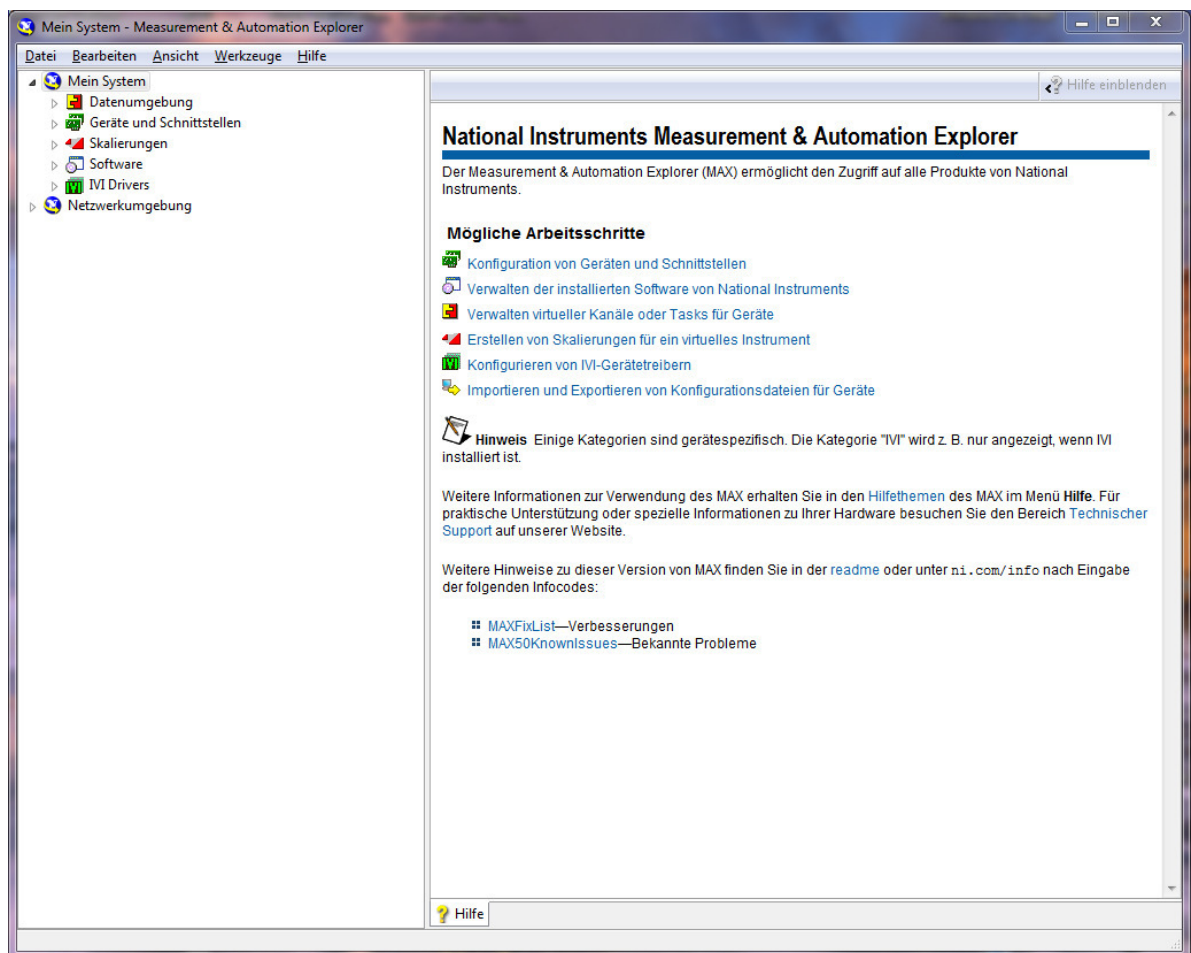 Mein System - Measurement & Automation Explorer
Datei Bearbeiten Ansicht Werkzeuge Hilfe
Mein System
Datenumgebung
Geräte und Schnittstellen
Skalierungen
Software
IVI Drivers
Netzwerkumgebung
Hilfe einblenden
National Instruments Measurement & Automation Explorer
Der Measurement & Automation Explorer (MAX) ermöglicht den Zugriff auf alle Produkte von National
Instruments.
Mögliche Arbeitsschritte
Konfiguration von Geräten und Schnittstellen
Verwalten der installierten Software von National Instruments
Verwalten virtueller Kanäle oder Tasks für Geräte
Erstellen von Skalierungen für ein virtuelles Instrument
Konfigurieren von IVI-Gerätetreibern
Importieren und Exportieren von Konfigurationsdateien für Geräte
Hinweis Einige Kategorien sind gerätespezifisch. Die Kategorie "IVI" wird z. B. nur angezeigt, wenn IVI
installiert ist.
Weitere Informationen zur Verwendung des MAX erhalten Sie in den Hilfethemen des MAX im Menü Hilfe. Für
praktische Unterstützung oder spezielle Informationen zu Ihrer Hardware besuchen Sie den Bereich Technischer
Support auf unserer Website.
Weitere Hinweise zu dieser Version von MAX finden Sie in der readme oder unter ni.com/info nach Eingabe
der folgenden Infocodes:
MAXFixList—Verbesserungen
MAX50KnownIssues—Bekannte Probleme
Hilfe